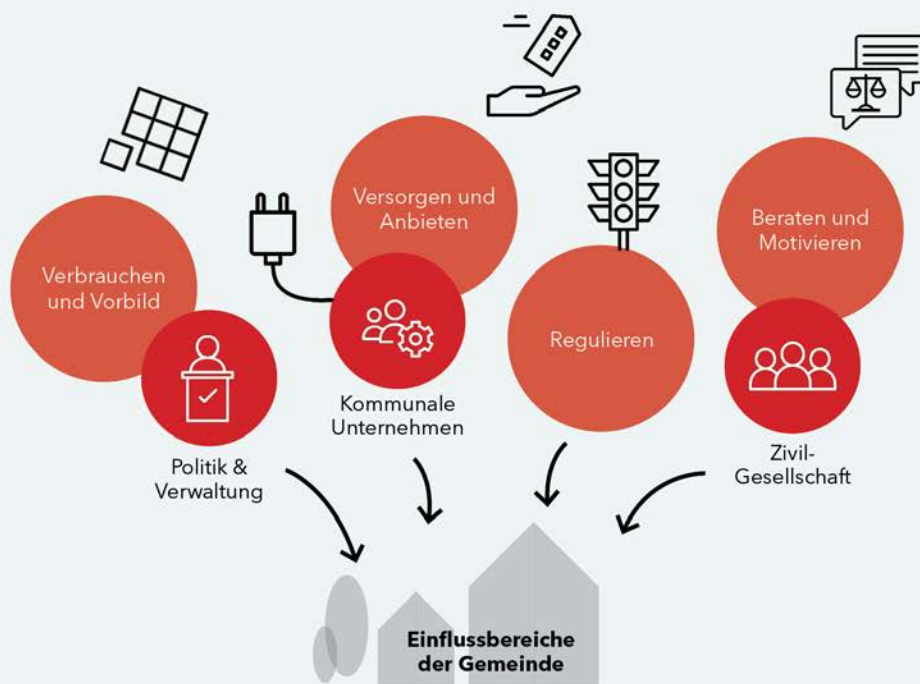 Verbrauchen
und Vorbild
Politik &
Verwaltung
Versorgen und
Anbieten
Kommunale
Unternehmen
Regulieren
Beraten und
Motivieren
Zivil-
Gesellschaft
Einflussbereiche
der Gemeinde